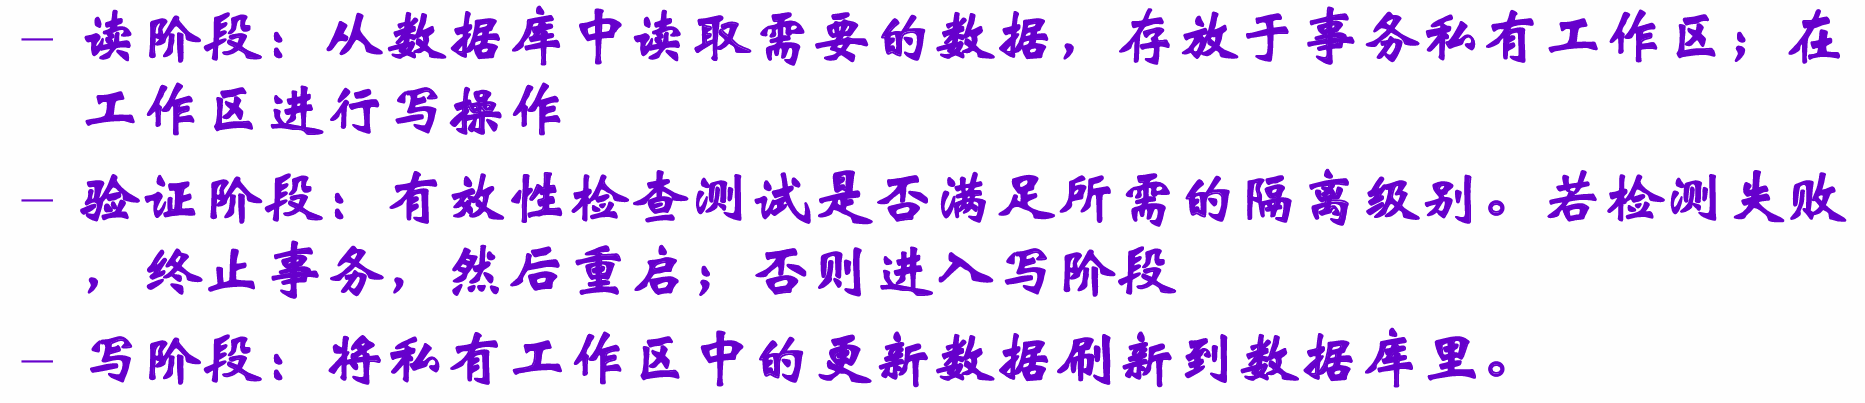 – 读阶段：从数据库中读取需要的数据，存放于事务私有工作区；在
工作区进行写操作
– 验证阶段：有效性检查测试是否满足所需的隔离级别。若检测失败
，终止事务，然后重启；否则进入写阶段
– 写阶段：将私有工作区中的更新数据刷新到数据库里。